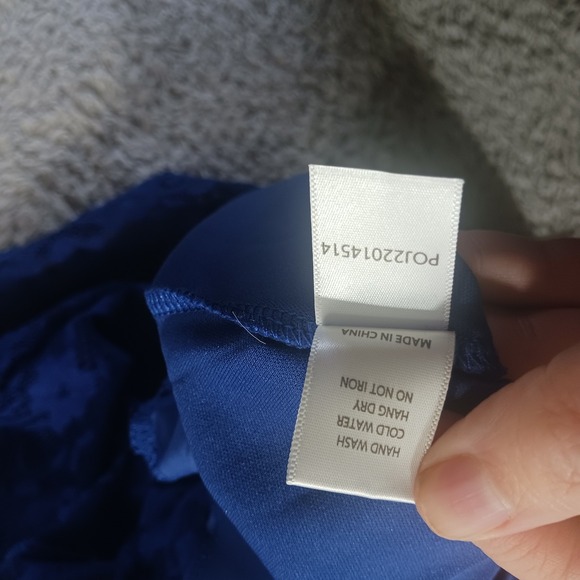 HAND WASH
COLD WATER
HANG DRY
NO NOT IRON
MADE IN CHINA
POJ22014514